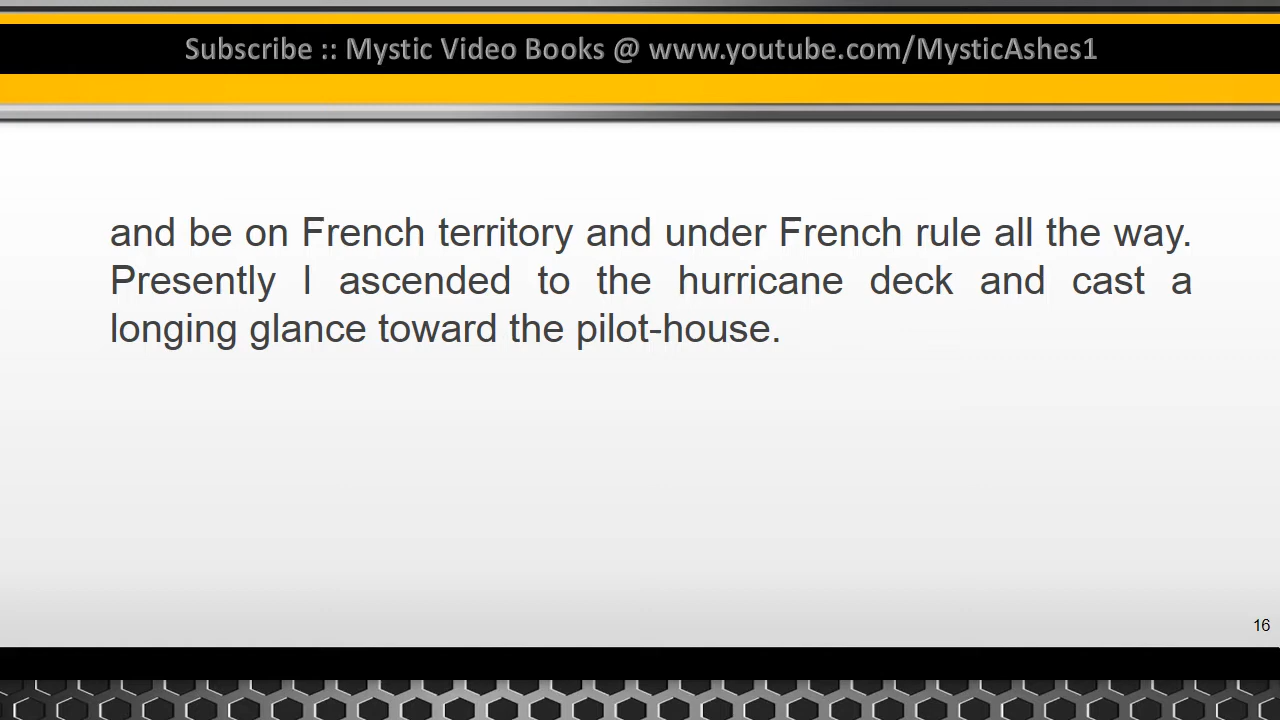 Subscribe :: Mystic Video Books @ www.youtube.com/MysticAshes1
and be on French territory and under French rule all the way.
Presently I ascended to the hurricane deck and cast a
longing glance toward the pilot-house.
16